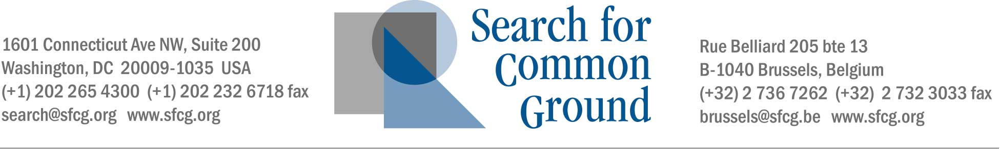 1601 Connecticut Ave NW, Suite 200
Washington, DC  20009-1035  USA
(+1) 202 265 4300  (+1) 202 232 6718 fax
search@sfcg.org   www.sfcg.org
Search for
Common
Ground
Rue Belliard 205 bte 13
B-1040 Brussels, Belgium
(+32) 2 736 7262  (+32)  2 732 3033 fax
brussels@sfcg.be   www.sfcg.org